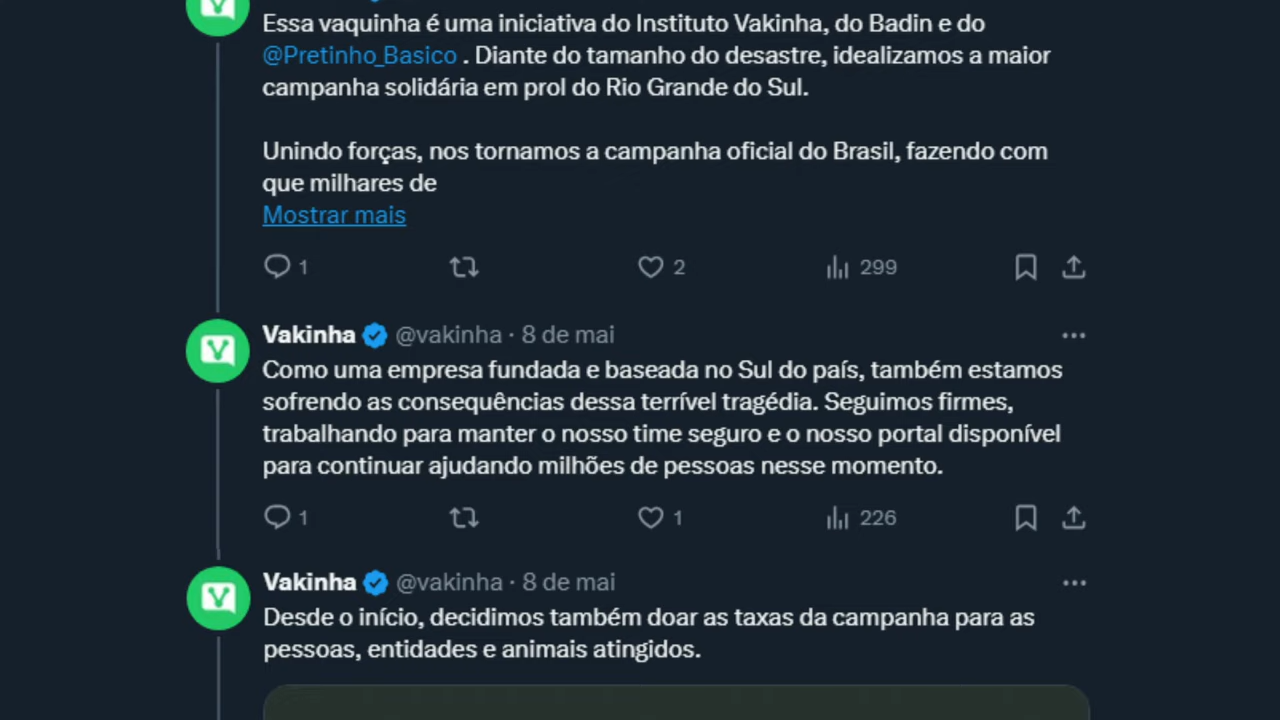 Essa vaquinha é uma iniciativa do Instituto Vakinha, do Badin e do
@Pretinho_Basico . Diante do tamanho do desastre, idealizamos a maior
campanha solidária em prol do Rio Grande do Sul.
Unindo forças, nos tornamos a campanha oficial do Brasil, fazendo com
que milhares de
Mostrar mais
1 2 299
Vakinha @vakinha · 8 de mai
Como uma empresa fundada e baseada no Sul do país, também estamos
sofrendo as consequências dessa terrível tragédia. Seguimos firmes,
trabalhando para manter o nosso time seguro e o nosso portal disponível
para continuar ajudando milhões de pessoas nesse momento.
1 1 226
Vakinha @vakinha · 8 de mai
Desde o início, decidimos também doar as taxas da campanha para as
pessoas, entidades e animais atingidos.